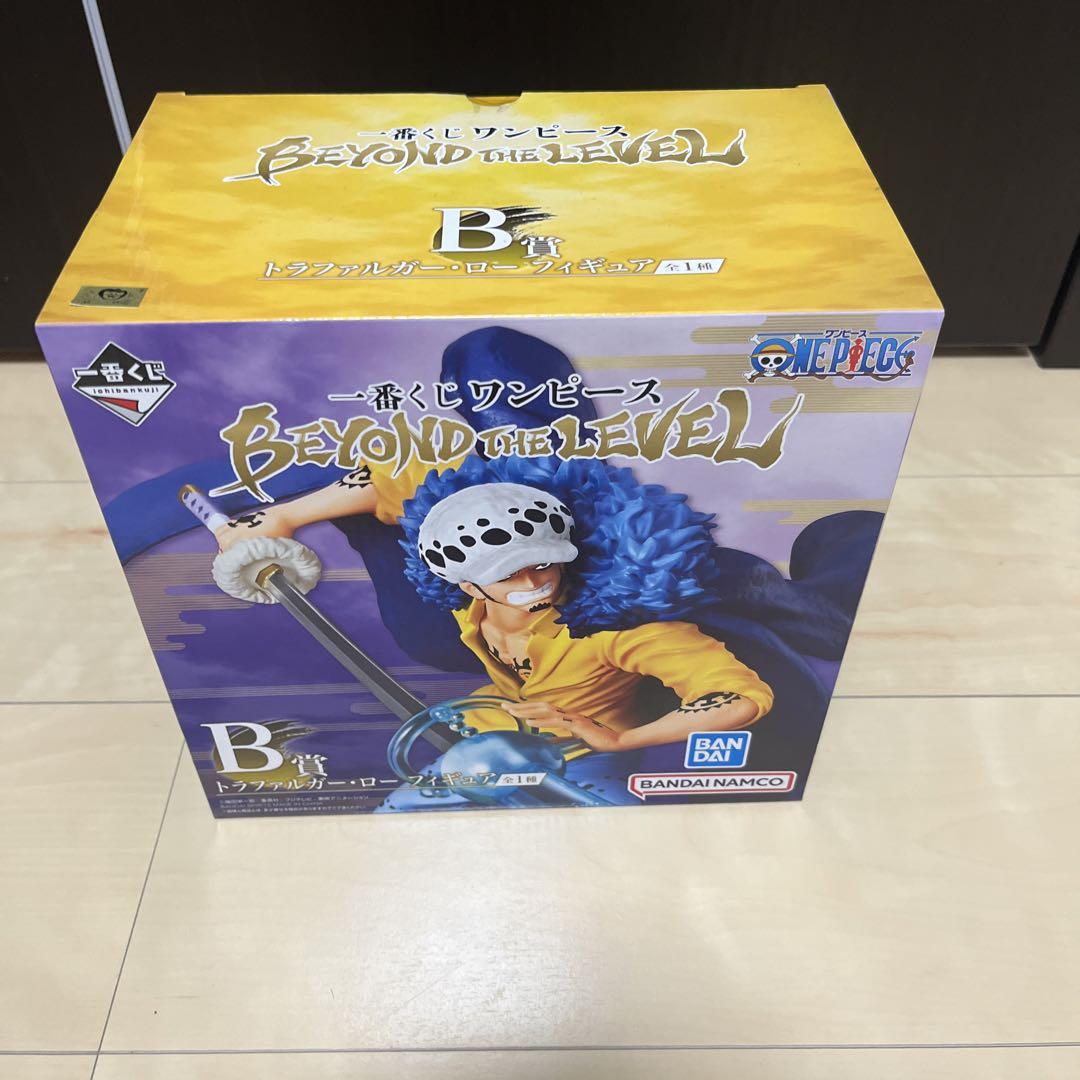 一番くじ ワンピース
BEYOND THE LEVEL
B賞
トラファルガー・ロー フィギュア 全1種
一番くじ
ichibankuji
ワンピース
ONE PIECE
一番くじ ワンピース
BEYOND THE LEVEL
B賞
トラファルガー・ロー フィギュア 全1種
BAN
DAI
BANDAI NAMCO